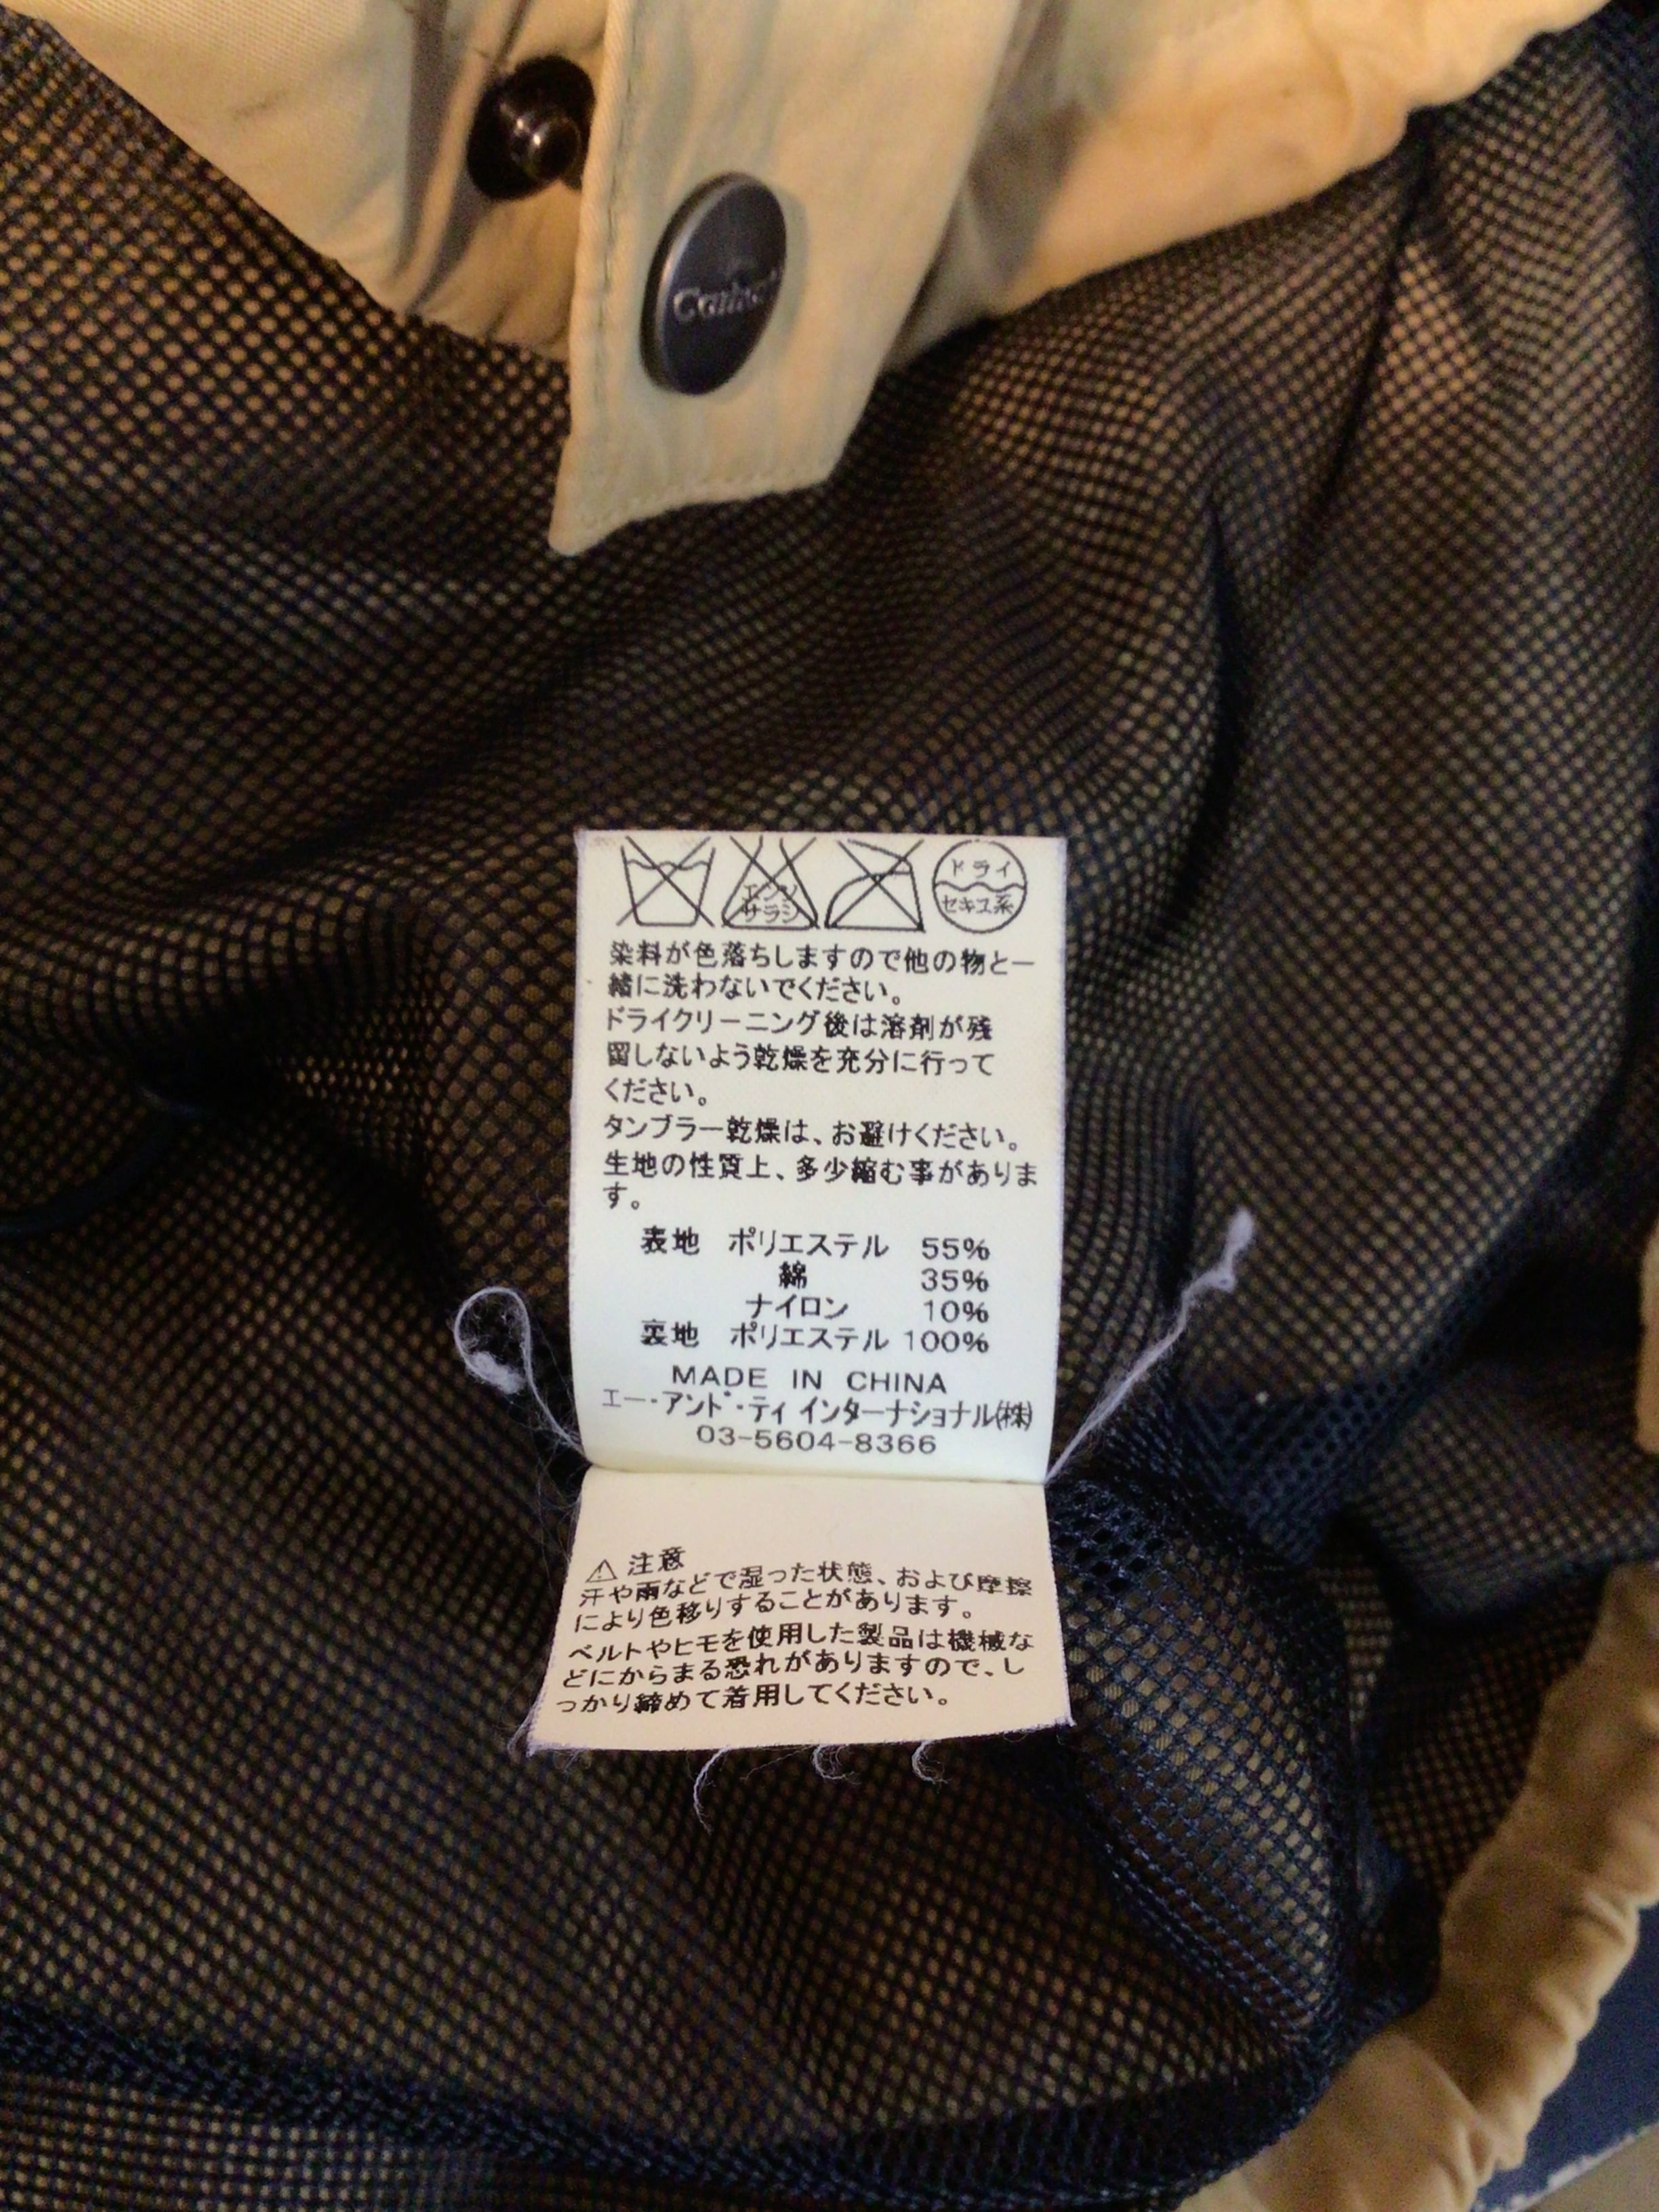 ドライ
セキユ系
エンソ
サラシ
染料が色落ちしますので他の物と一
緒に洗わないでください。
ドライクリーニング後は溶剤が残
留しないよう乾燥を充分に行って
ください。
タンブラー乾燥は、お避けください。
生地の性質上、多少縮む事がありま
す。
表地 ポリエステル 55%
綿 35%
ナイロン 10%
裏地 ポリエステル 100%
MADE IN CHINA
エー・アンド・ティ インターナショナル(株)
03-5604-8366
⚠ 注意
汗や雨などで湿った状態、および摩擦
により色移りすることがあります。
ベルトやヒモを使用した製品は機械な
どにからまる恐れがありますので、し
っかり締めて着用してください。